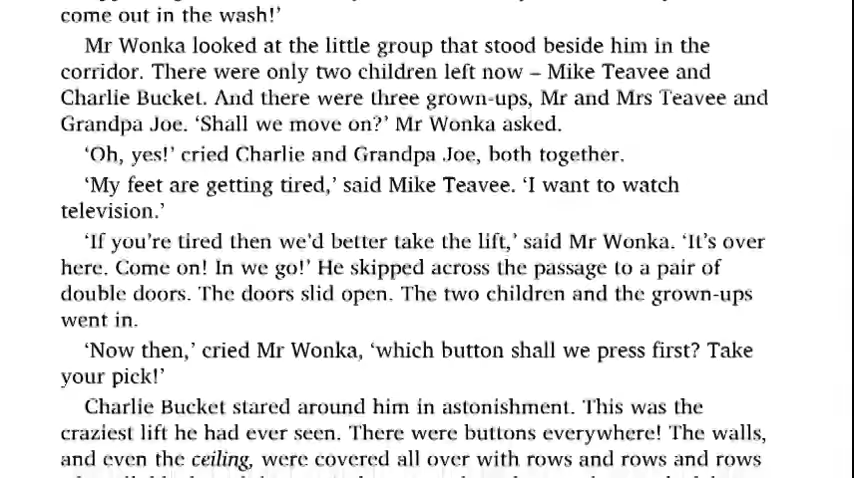 come out in the wash!’
Mr Wonka looked at the little group that stood beside him in the
corridor. There were only two children left now – Mike Teavee and
Charlie Bucket. And there were three grown-ups, Mr and Mrs Teavee and
Grandpa Joe. ‘Shall we move on?’ Mr Wonka asked.
‘Oh, yes!’ cried Charlie and Grandpa Joe, both together.
‘My feet are getting tired,’ said Mike Teavee. ‘I want to watch
television.’
‘If you’re tired then we’d better take the lift,’ said Mr Wonka. ‘It’s over
here. Come on! In we go!’ He skipped across the passage to a pair of
double doors. The doors slid open. The two children and the grown-ups
went in.
‘Now then,’ cried Mr Wonka, ‘which button shall we press first? Take
your pick!’
Charlie Bucket stared around him in astonishment. This was the
craziest lift he had ever seen. There were buttons everywhere! The walls,
and even the ceiling, were covered all over with rows and rows and rows